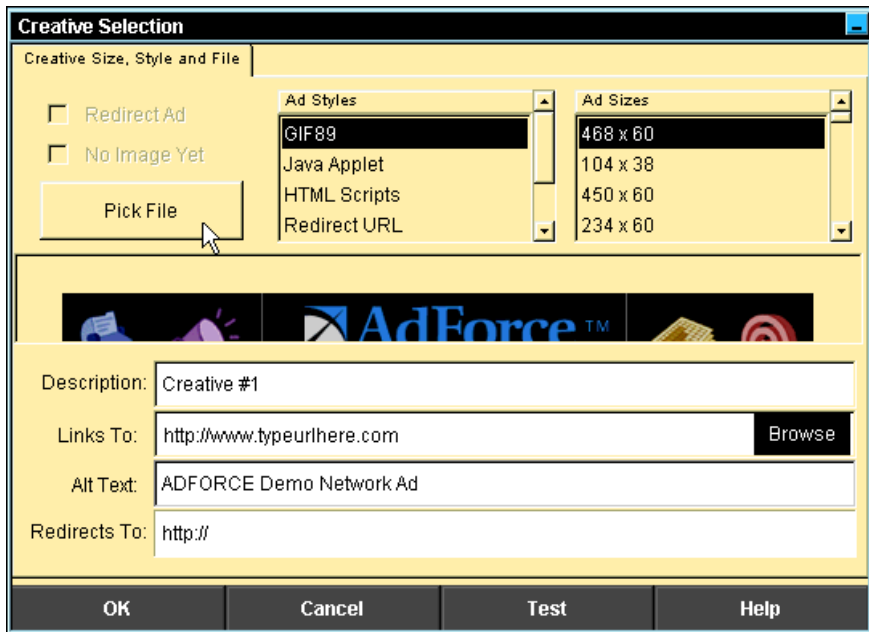 Creative Selection
Creative Size, Style and File
Redirect Ad
No Image Yet
Pick File
Ad Styles
GIF89
Java Applet
HTML Scripts
Redirect URL
Ad Sizes
468 x 60
104 x 38
450 x 60
234 x 60
AdForce TM
Description: Creative #1
Links To: http://www.typeurlhere.com Browse
Alt Text: ADFORCE Demo Network Ad
Redirects To: http://
OK Cancel Test Help